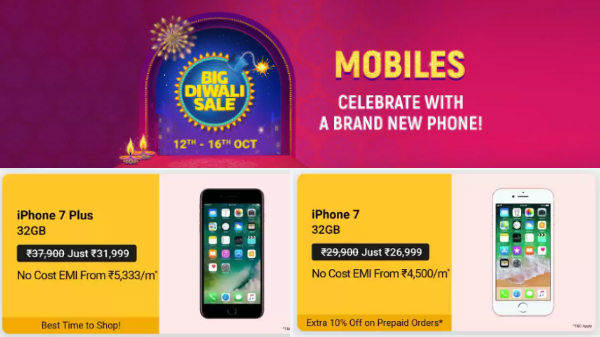 BIG
DIWALI
SALE
12TH - 16TH OCT
MOBILES
CELEBRATE WITH
A BRAND NEW PHONE!
iPhone 7 Plus
32GB
₹37,900 Just ₹31,999
No Cost EMI From ₹5,333/m*
Best Time to Shop!
*T&C
iPhone 7
32GB
₹29,900 Just ₹26,999
No Cost EMI From ₹4,500/m*
Extra 10% Off on Prepaid Orders*
*T&C Apply